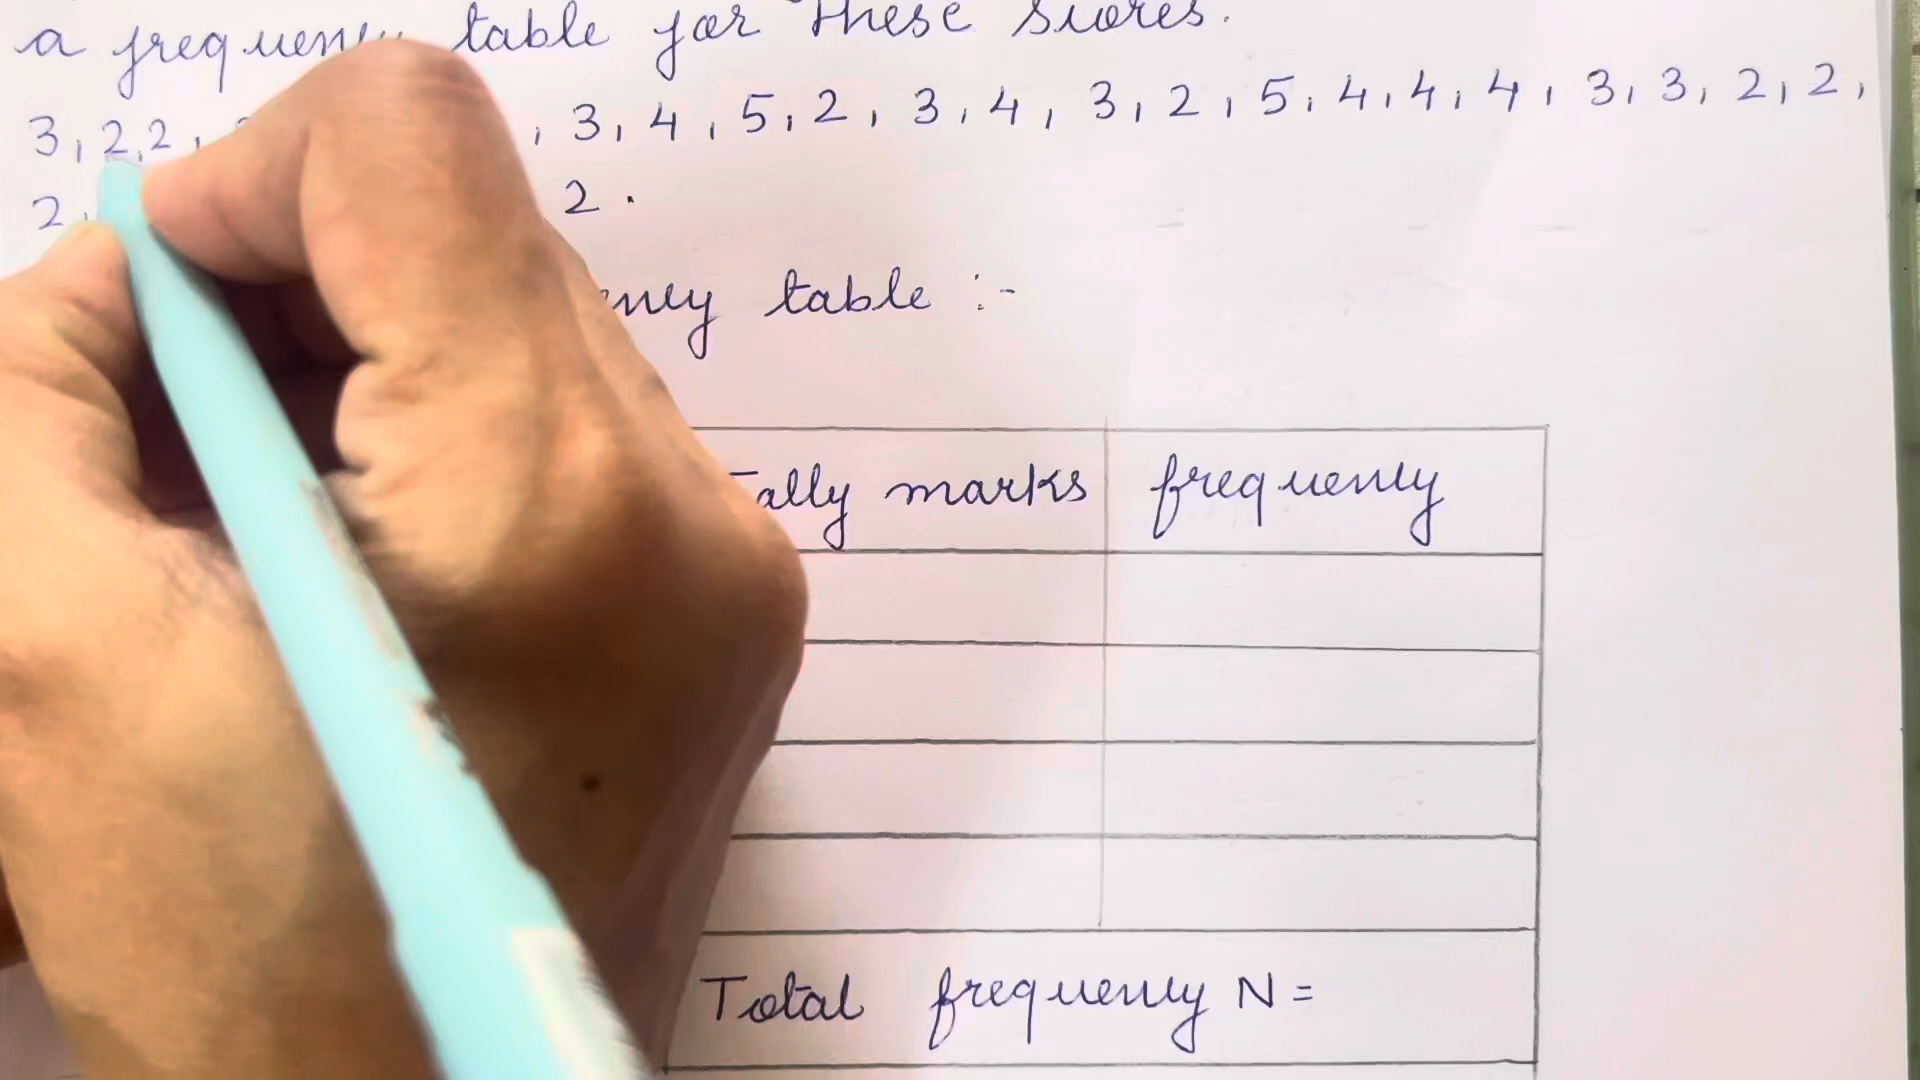 a frequency table for these scores.
3, 2, 2, , 3, 4, 5, 2, 3, 4, 3, 2, 5, 4, 4, 4, 3, 3, 2, 2,
2, 2.
table :-
Tally marks frequency
Total frequency N =